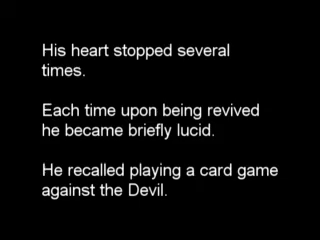 His heart stopped several
times.
Each time upon being revived
he became briefly lucid.
He recalled playing a card game
against the Devil.